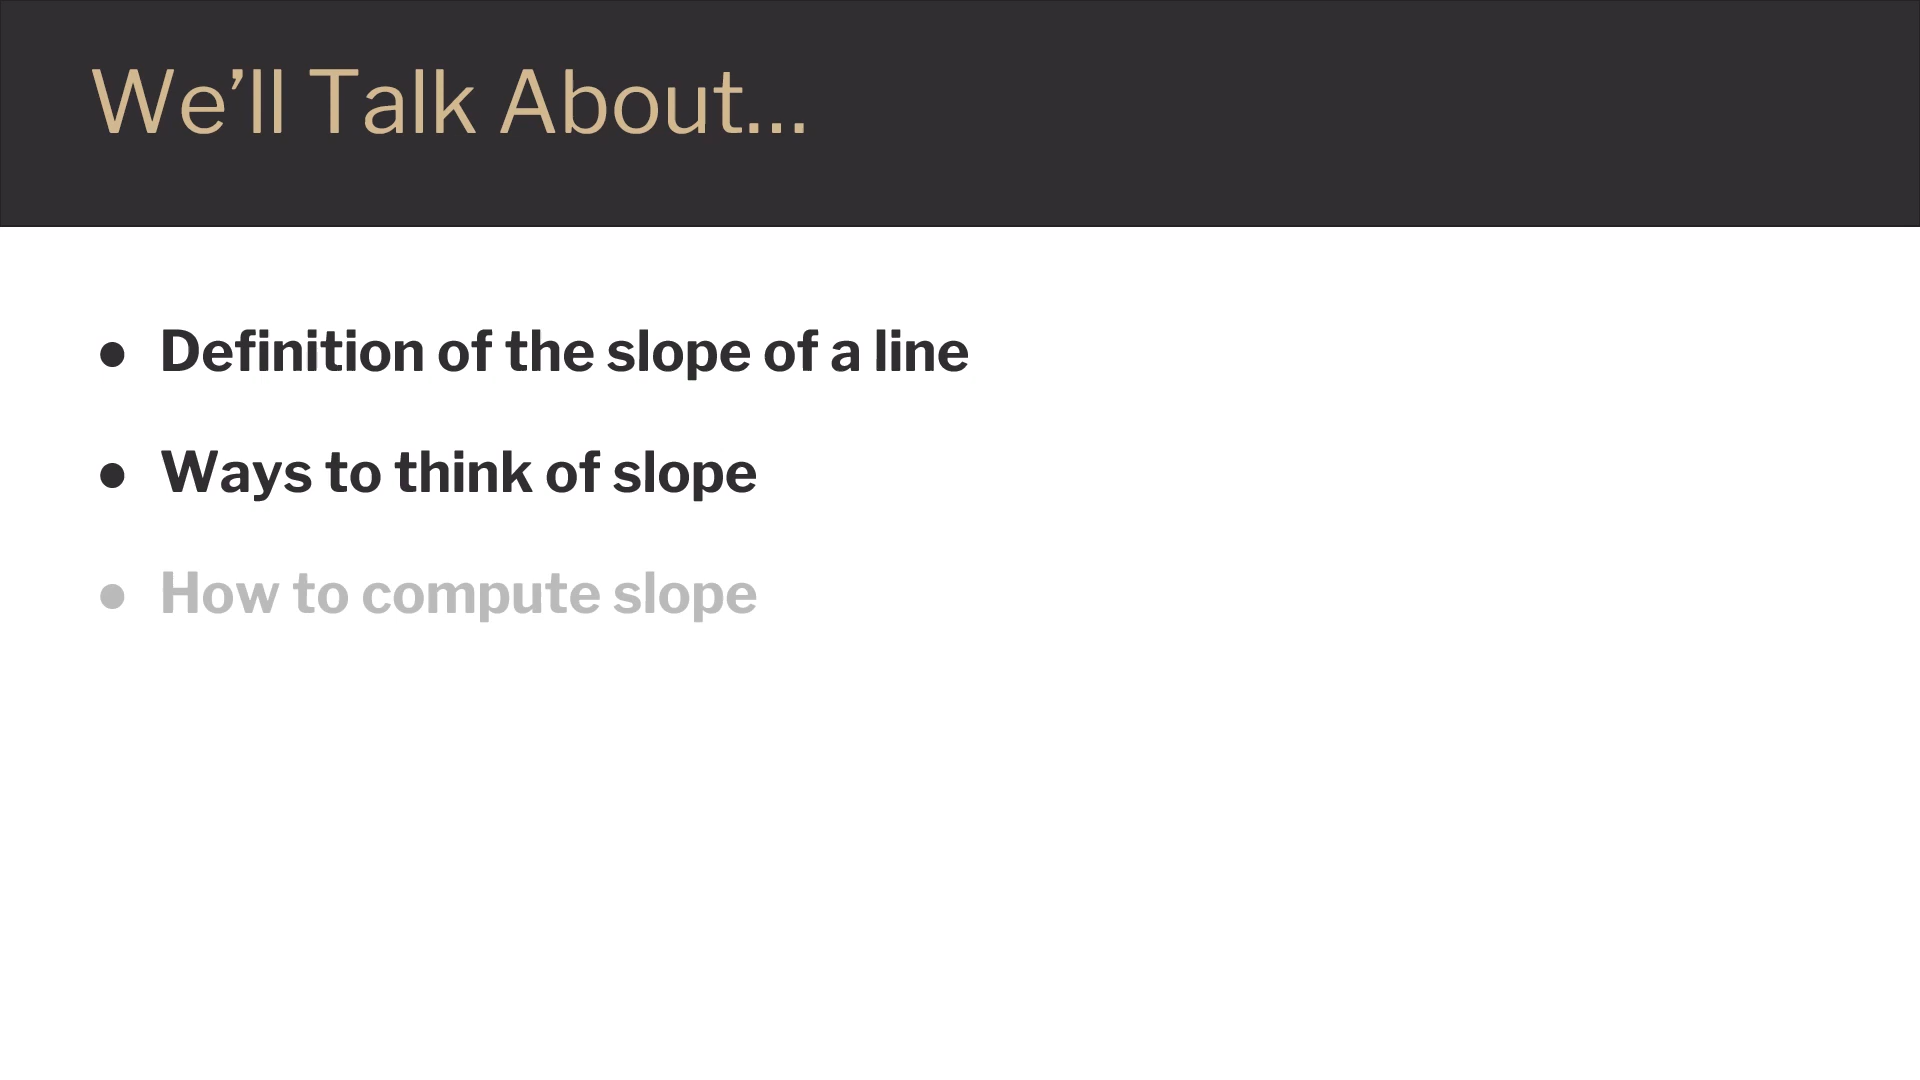 We’ll Talk About...
● Definition of the slope of a line
● Ways to think of slope
● How to compute slope